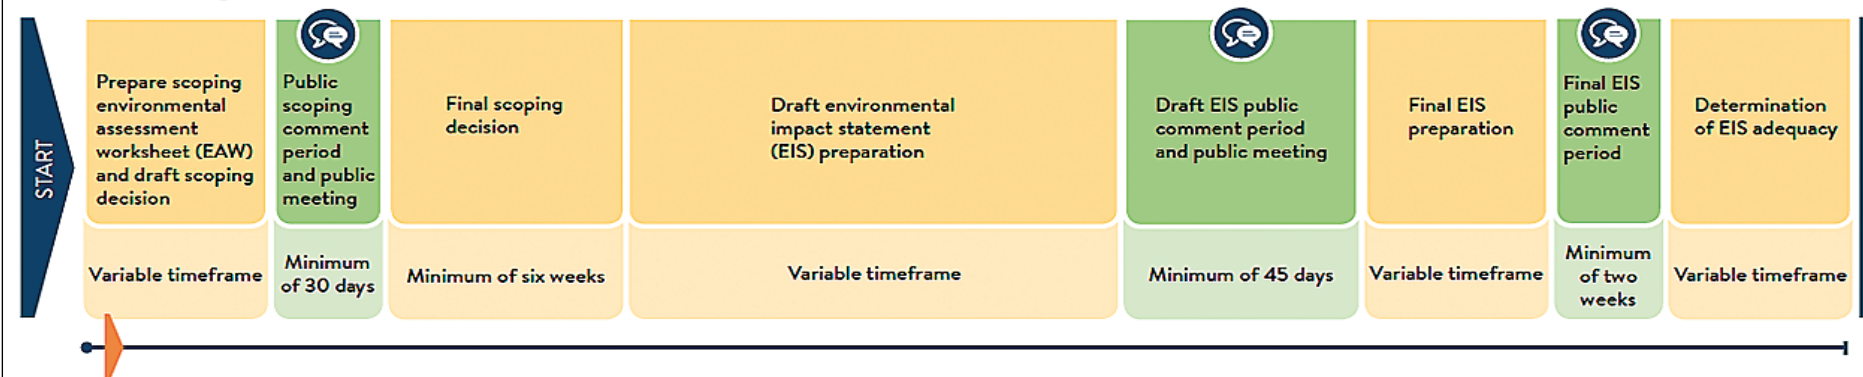 START
Prepare scoping
environmental
assessment
worksheet (EAW)
and draft scoping
decision
Variable timeframe
Public
scoping
comment
period
and public
meeting
Minimum
of 30 days
Final scoping
decision
Minimum of six weeks
Draft environmental
impact statement
(EIS) preparation
Variable timeframe
Draft EIS public
comment period
and public meeting
Minimum of 45 days
Final EIS
preparation
Variable timeframe
Final EIS
public
comment
period
Minimum
of two
weeks
Determination
of EIS adequacy
Variable timeframe